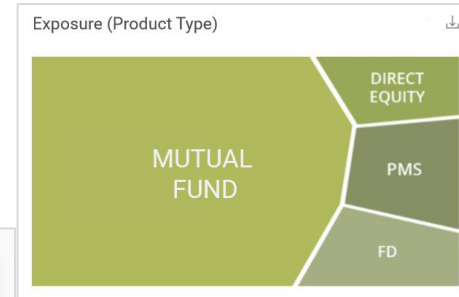 Exposure (Product Type)
DIRECT
EQUITY
MUTUAL
FUND
PMS
FD